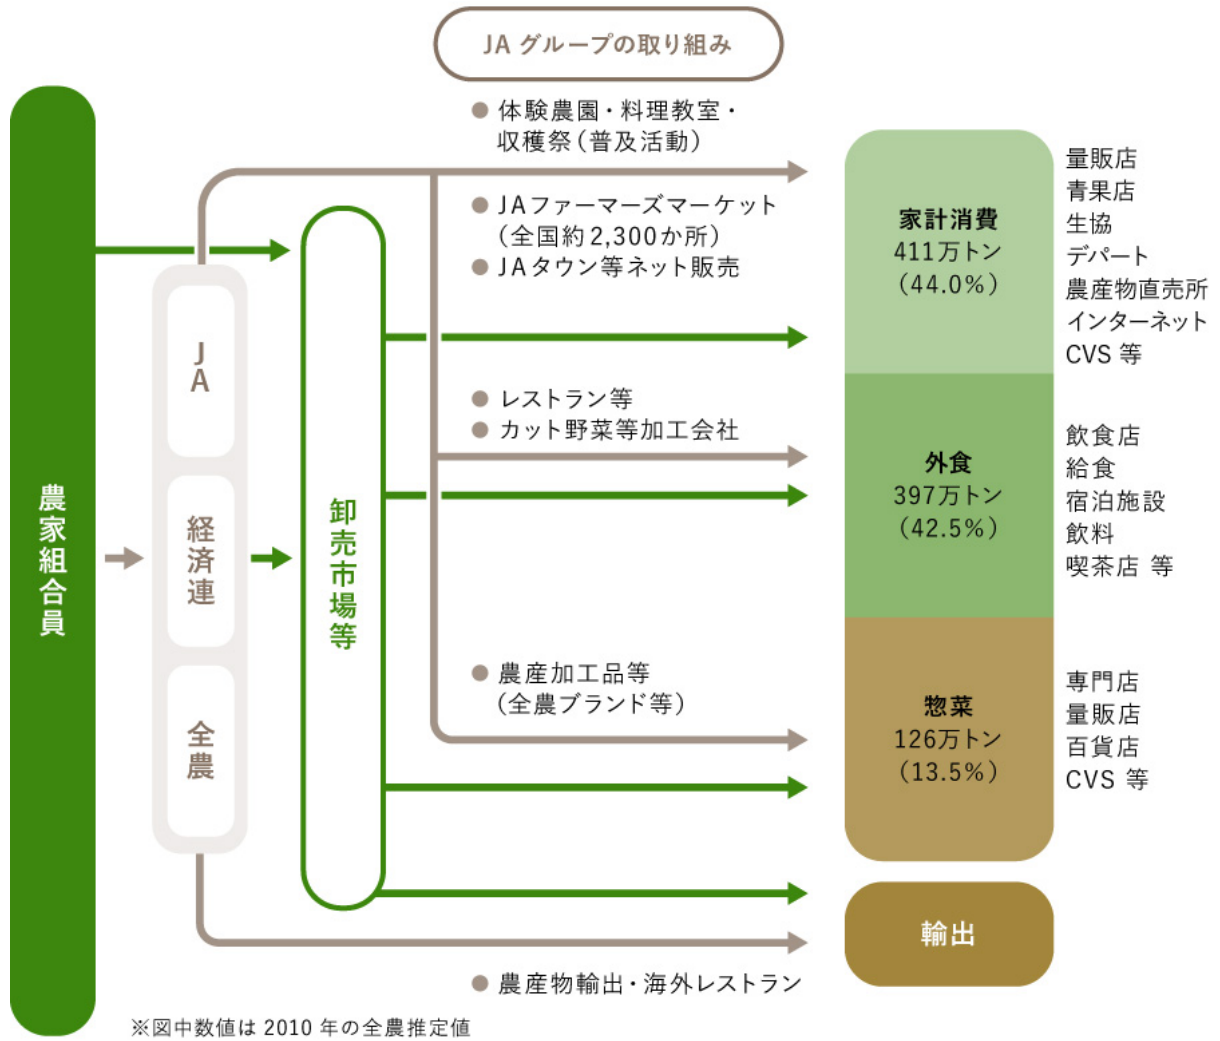 JA グループの取り組み
● 体験農園・料理教室・
収穫祭(普及活動)
● JAファーマーズマーケット
(全国約2,300か所)
● JAタウン等ネット販売
● レストラン等
● カット野菜等加工会社
● 農産加工品等
(全農ブランド等)
● 農産物輸出・海外レストラン
農家組合員
JA
経済連
全農
卸売市場等
家計消費
411万トン
(44.0%)
量販店
青果店
生協
デパート
農産物直売所
インターネット
CVS 等
外食
397万トン
(42.5%)
飲食店
給食
宿泊施設
飲料
喫茶店 等
惣菜
126万トン
(13.5%)
専門店
量販店
百貨店
CVS 等
輸出
※図中数値は 2010 年の全農推定値